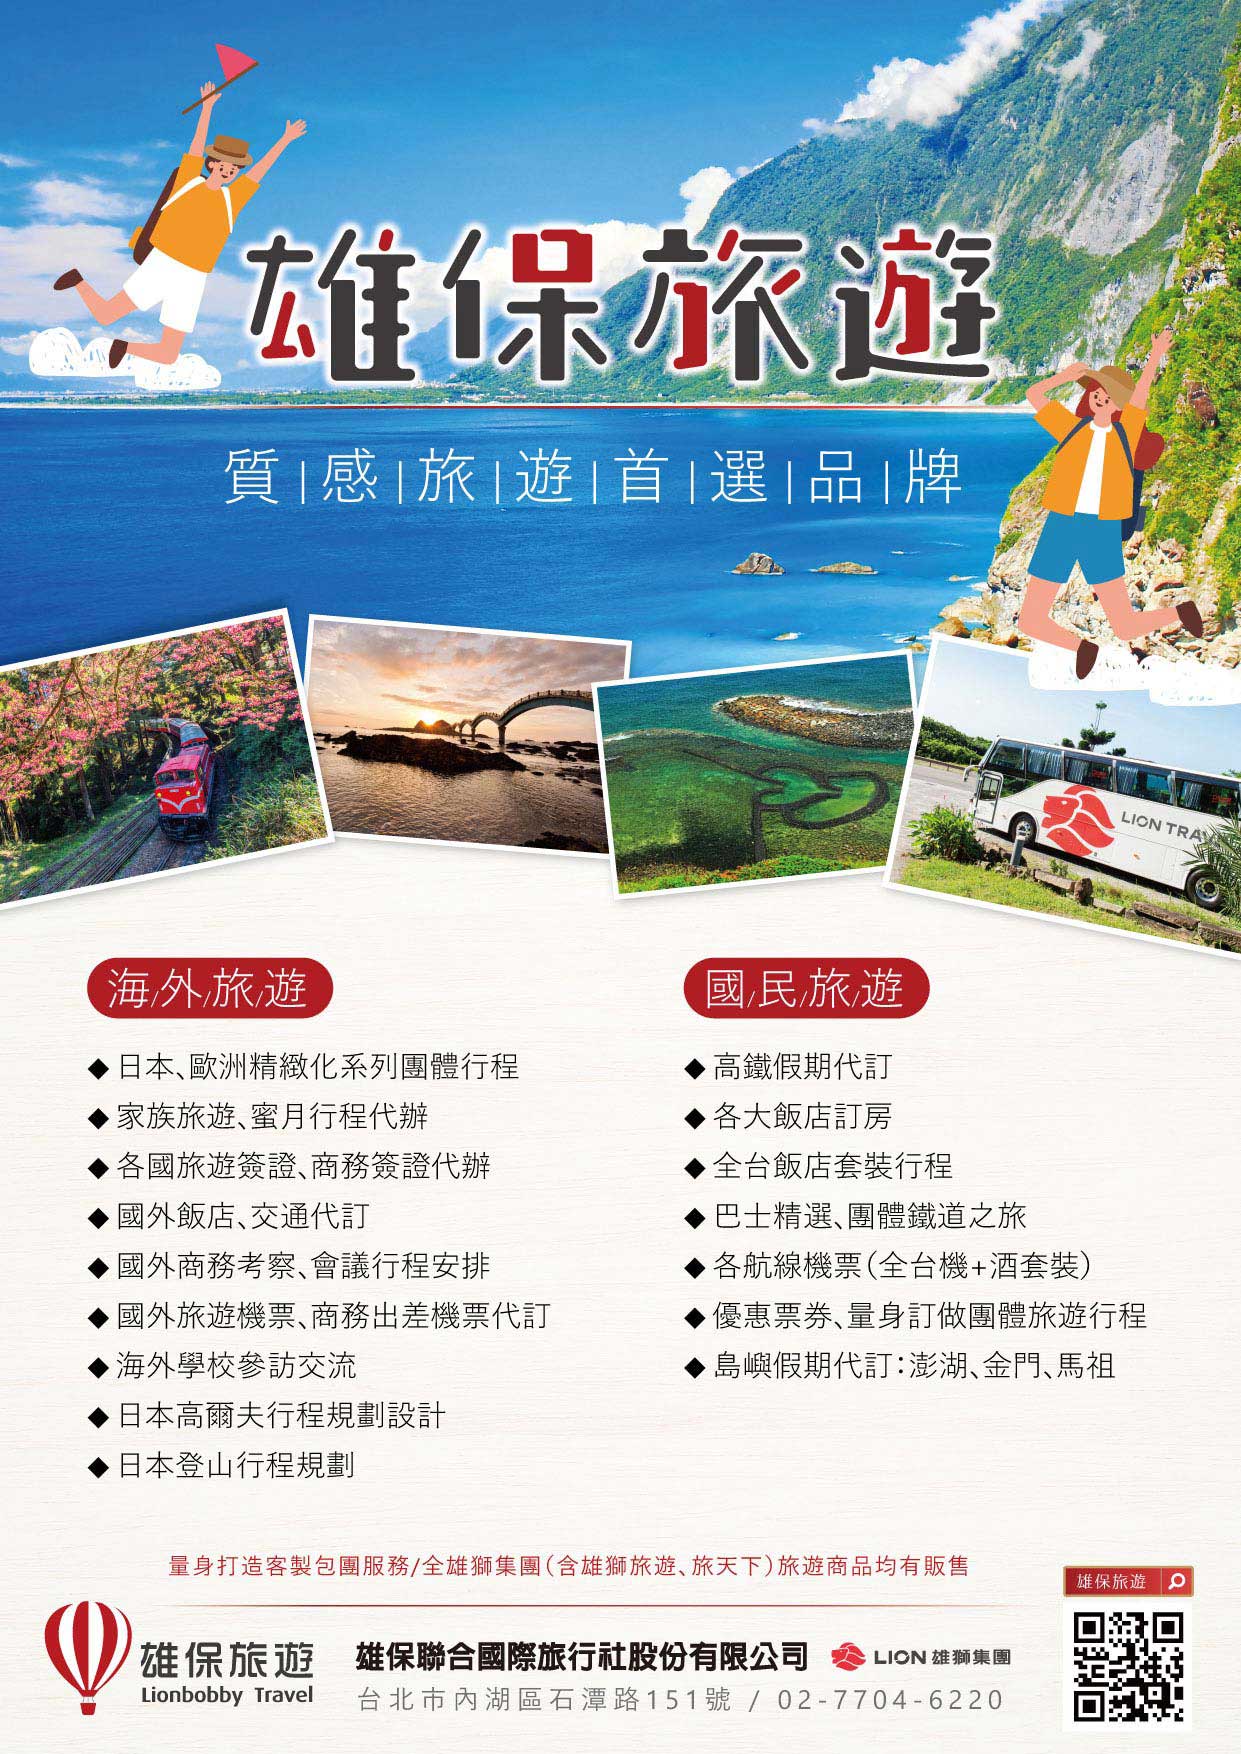 雄保旅遊
質|感|旅|遊|首|選|品|牌
LION TRA
海/外/旅/遊
◆ 日本、歐洲精緻化系列團體行程
◆ 家族旅遊、蜜月行程代辦
◆ 各國旅遊簽證、商務簽證代辦
◆ 國外飯店、交通代訂
◆ 國外商務考察、會議行程安排
◆ 國外旅遊機票、商務出差機票代訂
◆ 海外學校參訪交流
◆ 日本高爾夫行程規劃設計
◆ 日本登山行程規劃
國/民/旅/遊
◆ 高鐵假期代訂
◆ 各大飯店訂房
◆ 全台飯店套裝行程
◆ 巴士精選、團體鐵道之旅
◆ 各航線機票(全台機+酒套裝)
◆ 優惠票券、量身訂做團體旅遊行程
◆ 島嶼假期代訂:澎湖、金門、馬祖
量身打造客製包團服務/全雄獅集團(含雄獅旅遊、旅天下)旅遊商品均有販售
雄保旅遊
雄保旅遊
Lionbobby Travel
雄保聯合國際旅行社股份有限公司
LION 雄獅集團
台北市內湖區石潭路151號 / 02-7704-6220